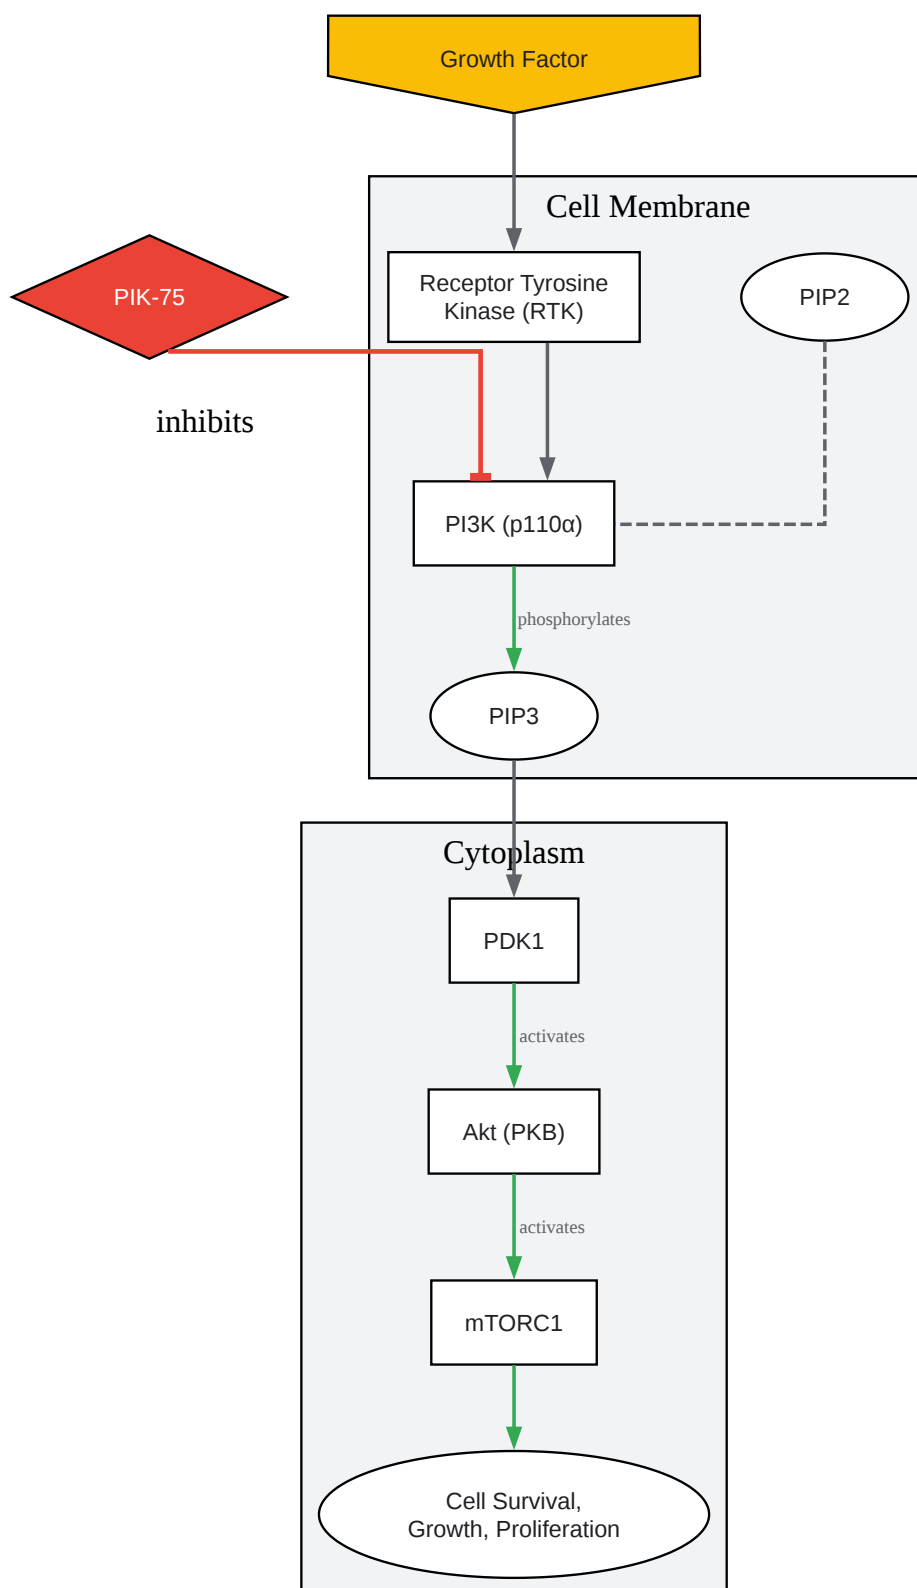 Growth Factor
Cell Membrane
Receptor Tyrosine
Kinase (RTK)
PIP2
PIK-75
inhibits
PI3K (p110α)
phosphorylates
PIP3
Cytoplasm
PDK1
activates
Akt (PKB)
activates
mTORC1
Cell Survival,
Growth, Proliferation